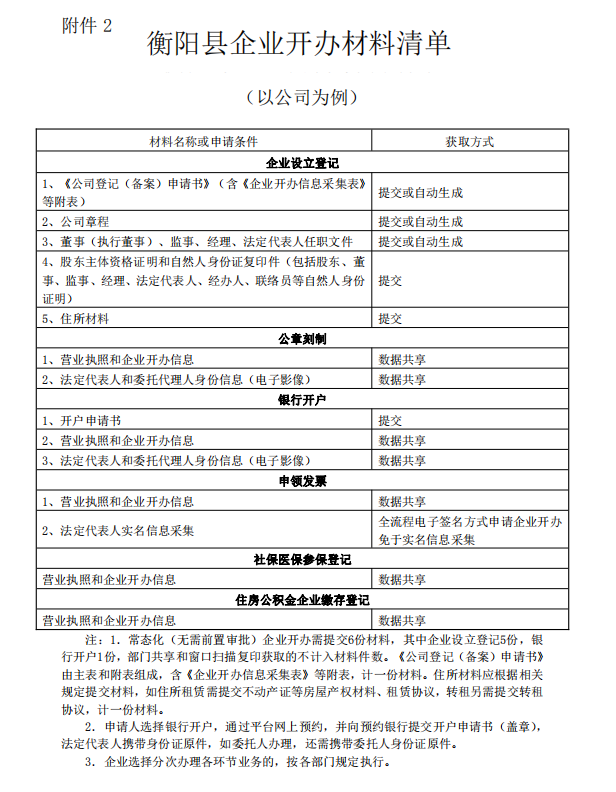 附件 2
衡阳县企业开办材料清单
（以公司为例）
材料名称或申请条件 获取方式
企业设立登记
1、《公司登记（备案）申请书》（含《企业开办信息采集表》
等附表） 提交或自动生成
2、公司章程 提交或自动生成
3、董事（执行董事）、监事、经理、法定代表人任职文件 提交或自动生成
4、股东主体资格证明和自然人身份证复印件（包括股东、董
事、监事、经理、法定代表人、经办人、联络员等自然人身份
证明） 提交
5、住所材料 提交
公章刻制
1、营业执照和企业开办信息 数据共享
2、法定代表人和委托代理人身份信息（电子影像） 数据共享
银行开户
1、开户申请书 提交
2、营业执照和企业开办信息 数据共享
3、法定代表人和委托代理人身份信息（电子影像） 数据共享
申领发票
1、营业执照和企业开办信息 数据共享
2、法定代表人实名信息采集 全流程电子签名方式申请企业开办
免于实名信息采集
社保医保参保登记
营业执照和企业开办信息 数据共享
住房公积金企业缴存登记
营业执照和企业开办信息 数据共享
注：1．常态化（无需前置审批）企业开办需提交6份材料，其中企业设立登记5份，银
行开户1份，部门共享和窗口扫描复印获取的不计入材料件数。《公司登记（备案）申请书》
由主表和附表组成，含《企业开办信息采集表》等附表，计一份材料。住所材料应根据相关
规定提交材料，如住所租赁需提交不动产证等房屋产权材料、租赁协议，转租另需提交转租
协议，计一份材料。
2．申请人选择银行开户，通过平台网上预约，并向预约银行提交开户申请书（盖章），
法定代表人携带身份证原件，如委托人办理，还需携带委托人身份证原件。
3．企业选择分次办理各环节业务的，按各部门规定执行。